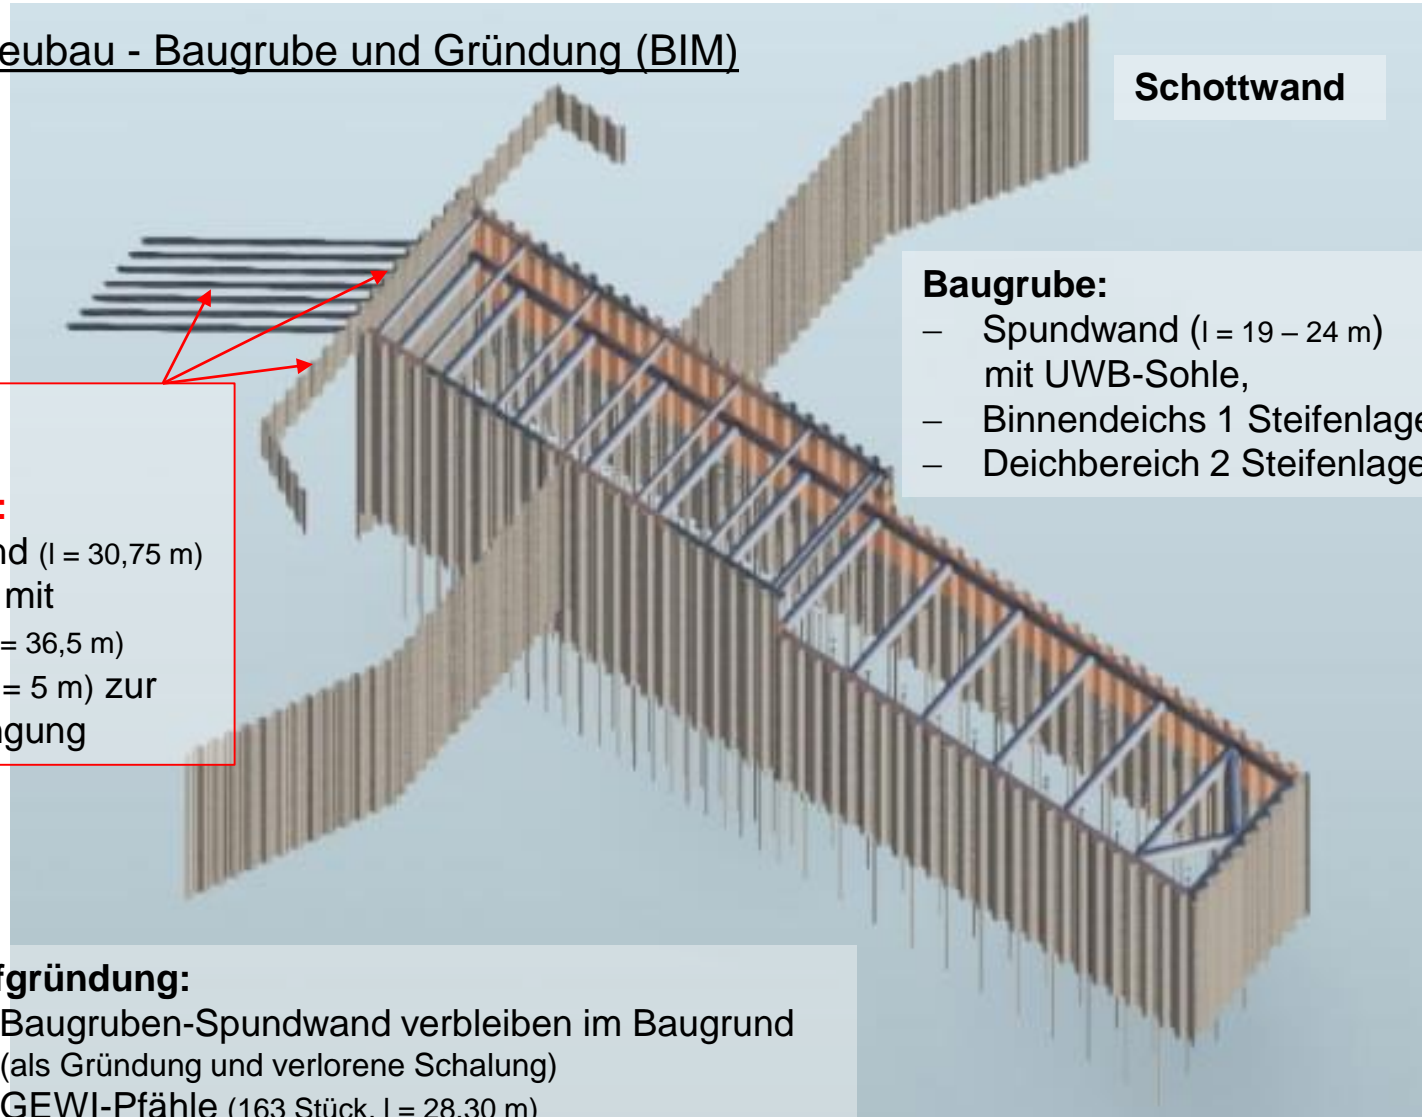 eubau - Baugrube und Gründung (BIM)
Schottwand
Baugrube:
– Spundwand (l = 19 – 24 m)
mit UWB-Sohle,
– Binnendeichs 1 Steifenlage
– Deichbereich 2 Steifenlage
:
nd (l = 30,75 m)
mit
= 36,5 m)
= 5 m) zur
ngung
fgründung:
Baugruben-Spundwand verbleiben im Baugrund
(als Gründung und verlorene Schalung)
GEWI-Pfähle (163 Stück, l = 28,30 m)